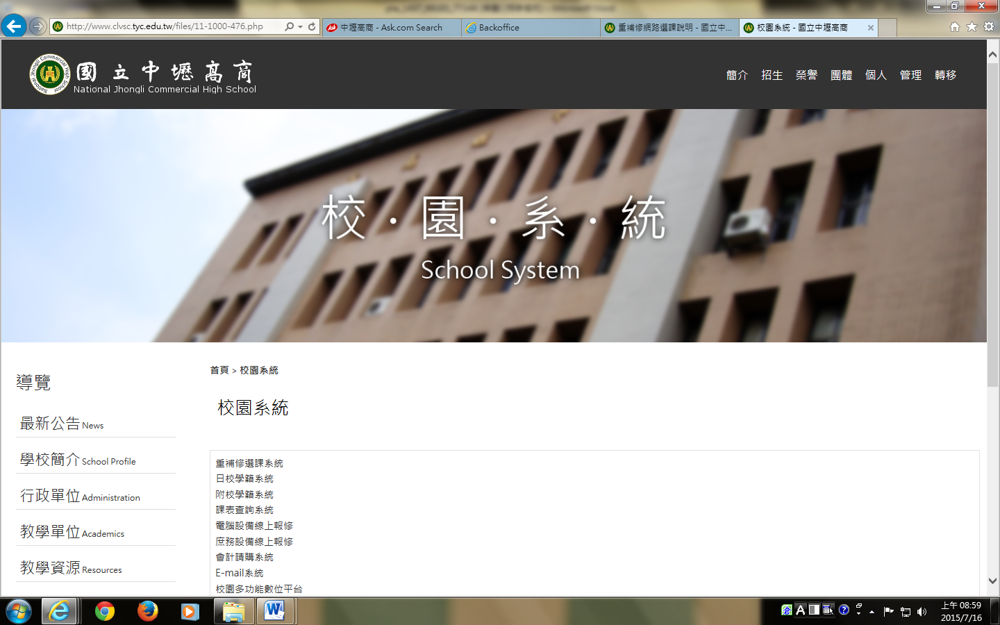 http://www.clvsc.tyc.edu.tw/files/11-1000-476.php
中壢高商 - Ask.com Search
Backoffice
重補修網路選課說明 - 國立中...
校園系統 - 國立中壢高商
國立中壢高商
National Jhongli Commercial High School
簡介 招生 榮譽 團體 個人 管理 轉移
校・園・系・統
School System
首頁 > 校園系統
導覽
校園系統
最新公告 News
學校簡介 School Profile
行政單位 Administration
教學單位 Academics
教學資源 Resources
重補修選課系統
日校學籍系統
附校學籍系統
課表查詢系統
電腦設備線上報修
庶務設備線上報修
會計請購系統
E-mail系統
校園多功能數位平台
上午 08:59
2015/7/16